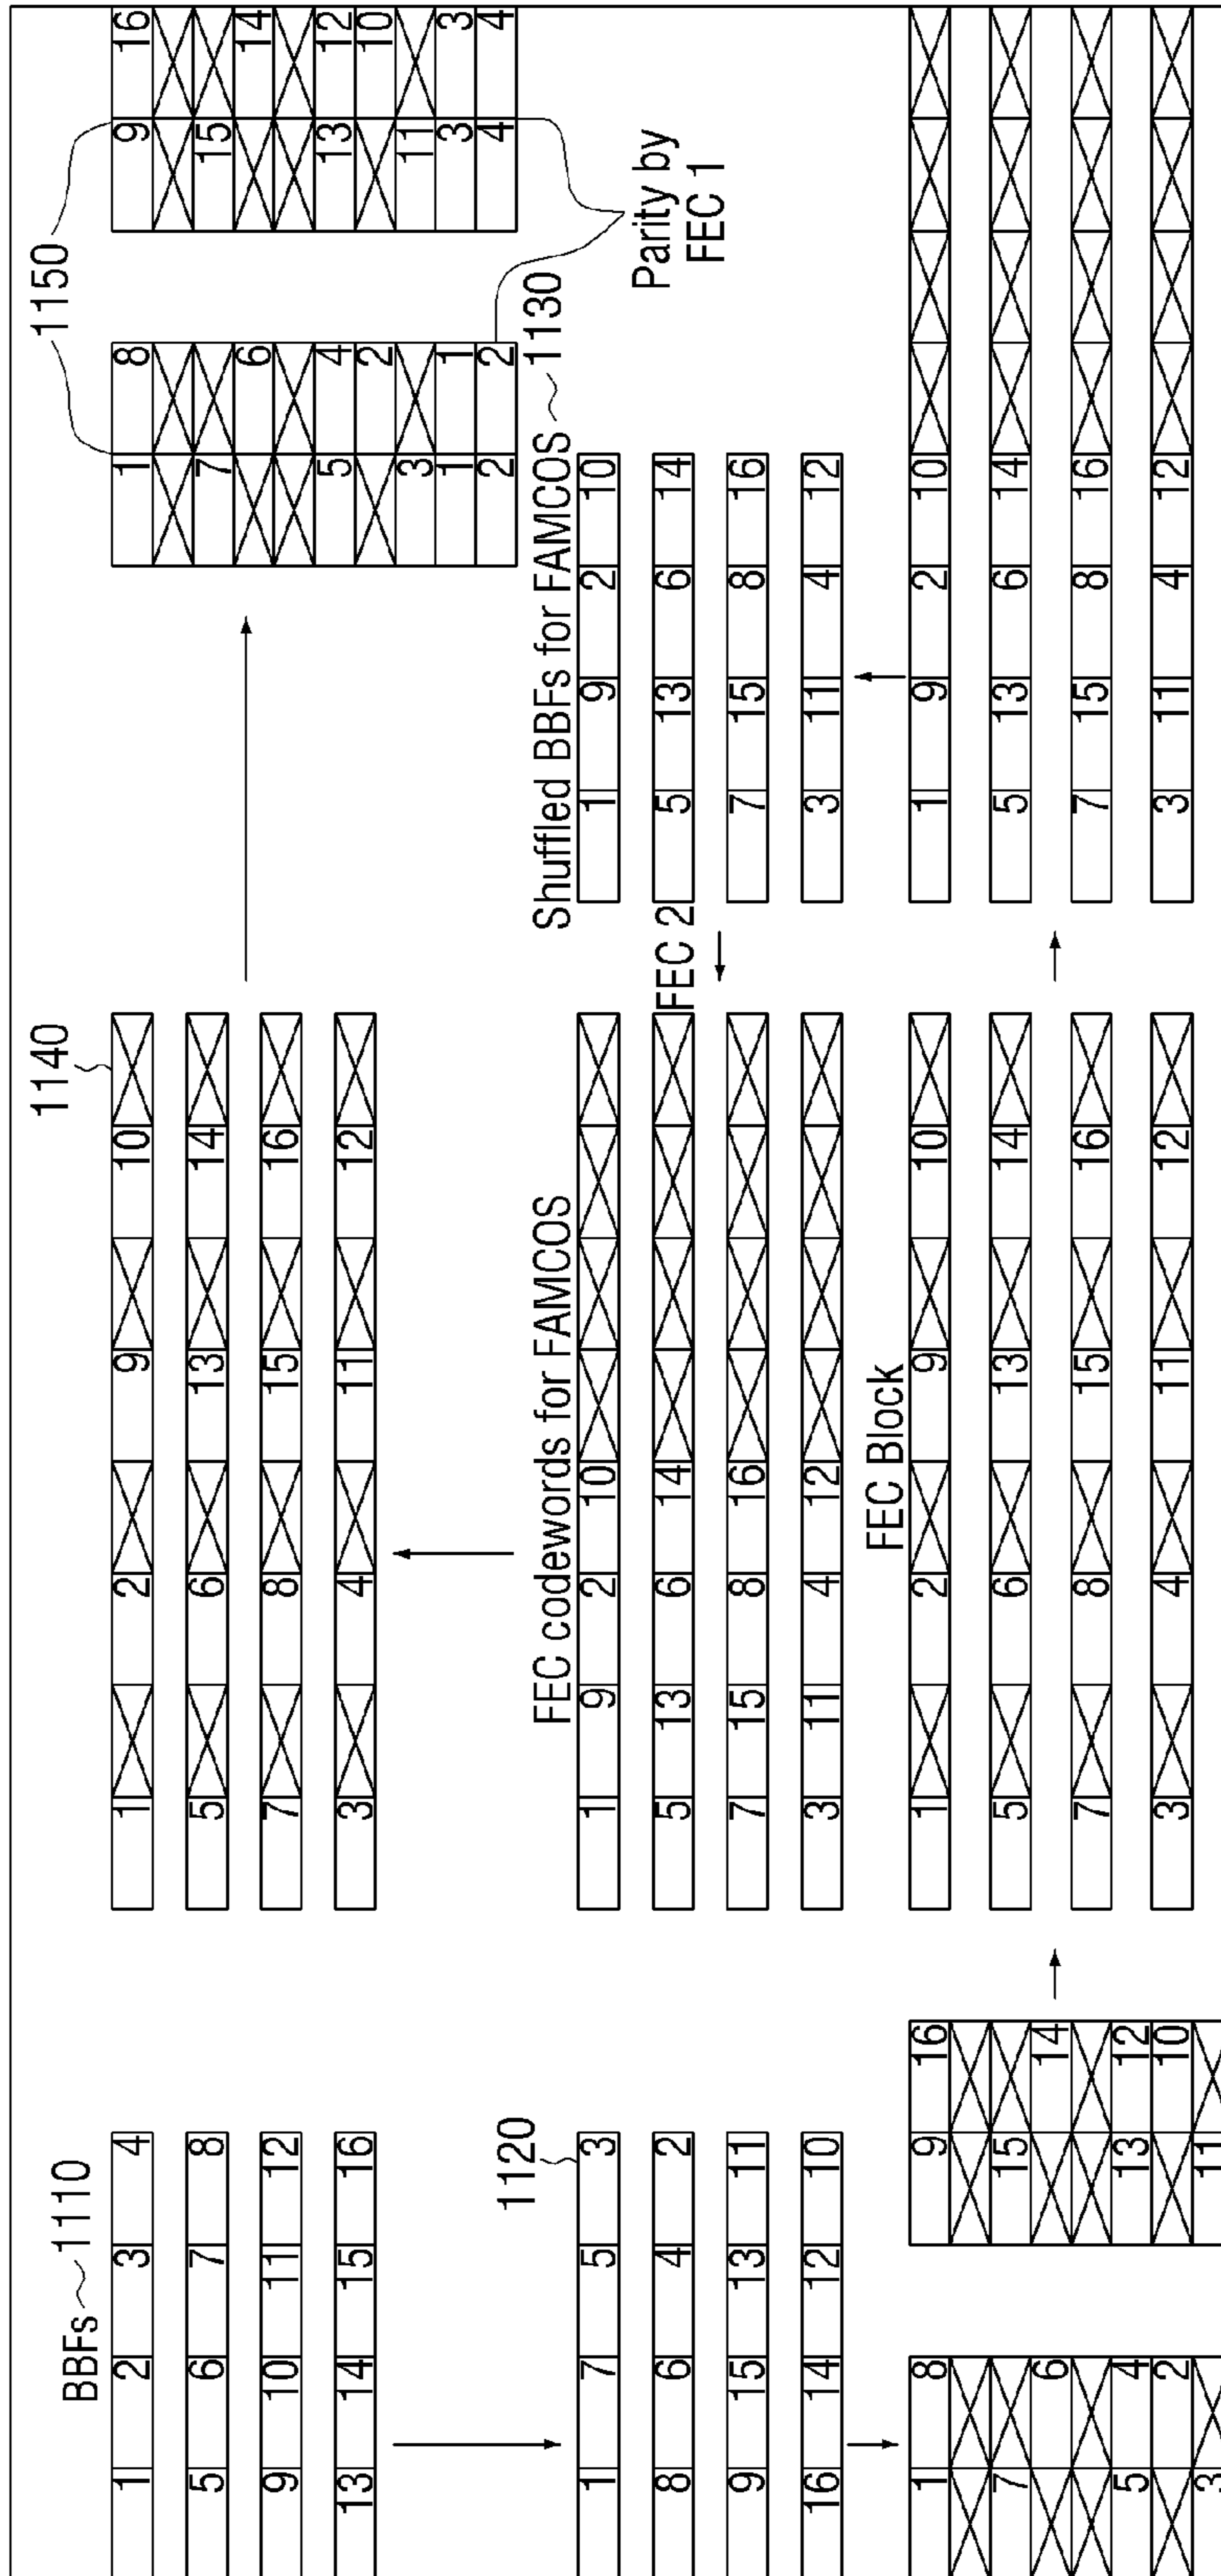 BBFs 1110
1 2 3 4
5 6 7 8
9 10 11 12
13 14 15 16
1140
1 2 9 10
5 6 13 14
7 8 15 16
3 4 11 12
1150
1 8
7
6
5 4
2
3
1 1
2 2
9 16
15
14
13 12
10
11
3 3
4 4
Parity by
FEC 1
1120
1 7 5 3
8 6 4 2
9 15 13 11
16 14 12 10
FEC codewords for FAMCOS
1 9 2 10
5 13 6 14
7 15 8 16
3 11 4 12
FEC 2
Shuffled BBFs for FAMCOS 1130
1 9 2 10
5 13 6 14
7 15 8 16
3 11 4 12
1 8
7
6
5 4
2
3
9 16
15
14
13 12
10
11
FEC Block
1 2 9 10
5 6 13 14
7 8 15 16
3 4 11 12
1 9 2 10
5 13 6 14
7 15 8 16
3 11 4 12